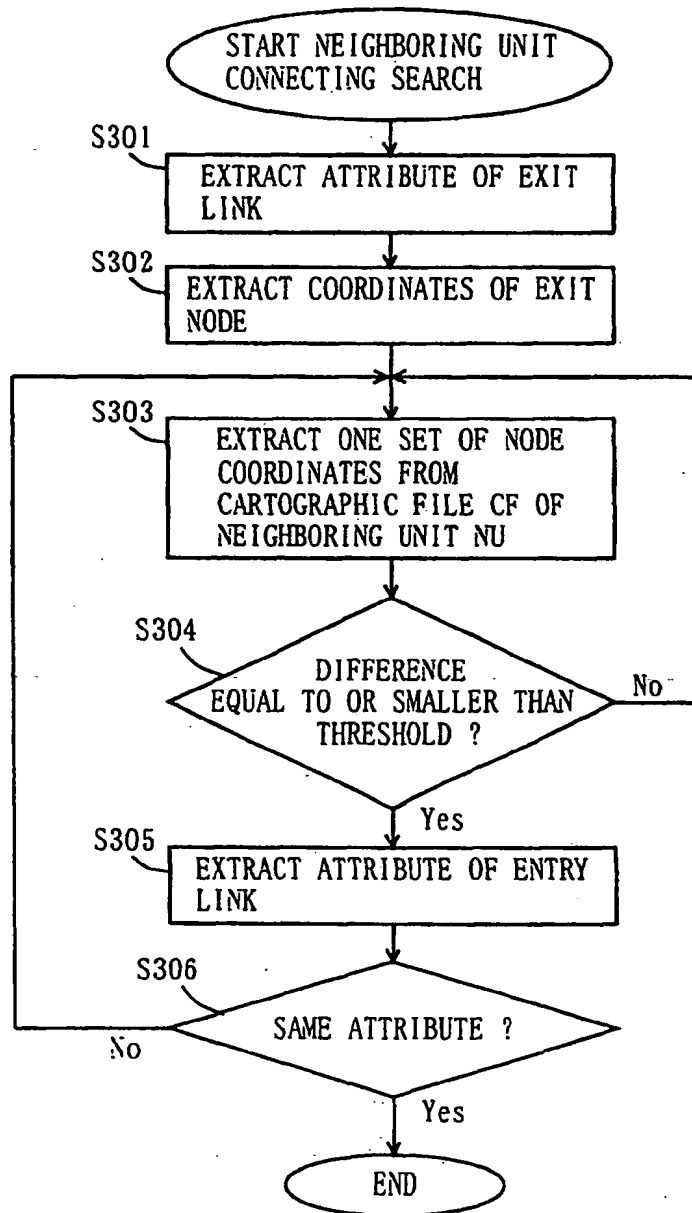 START NEIGHBORING UNIT
CONNECTING SEARCH
S301
EXTRACT ATTRIBUTE OF EXIT
LINK
S302
EXTRACT COORDINATES OF EXIT
NODE
S303
EXTRACT ONE SET OF NODE
COORDINATES FROM
CARTOGRAPHIC FILE CF OF
NEIGHBORING UNIT NU
S304
DIFFERENCE
EQUAL TO OR SMALLER THAN
THRESHOLD ?
No
Yes
S305
EXTRACT ATTRIBUTE OF ENTRY
LINK
S306
SAME ATTRIBUTE ?
No
Yes
END